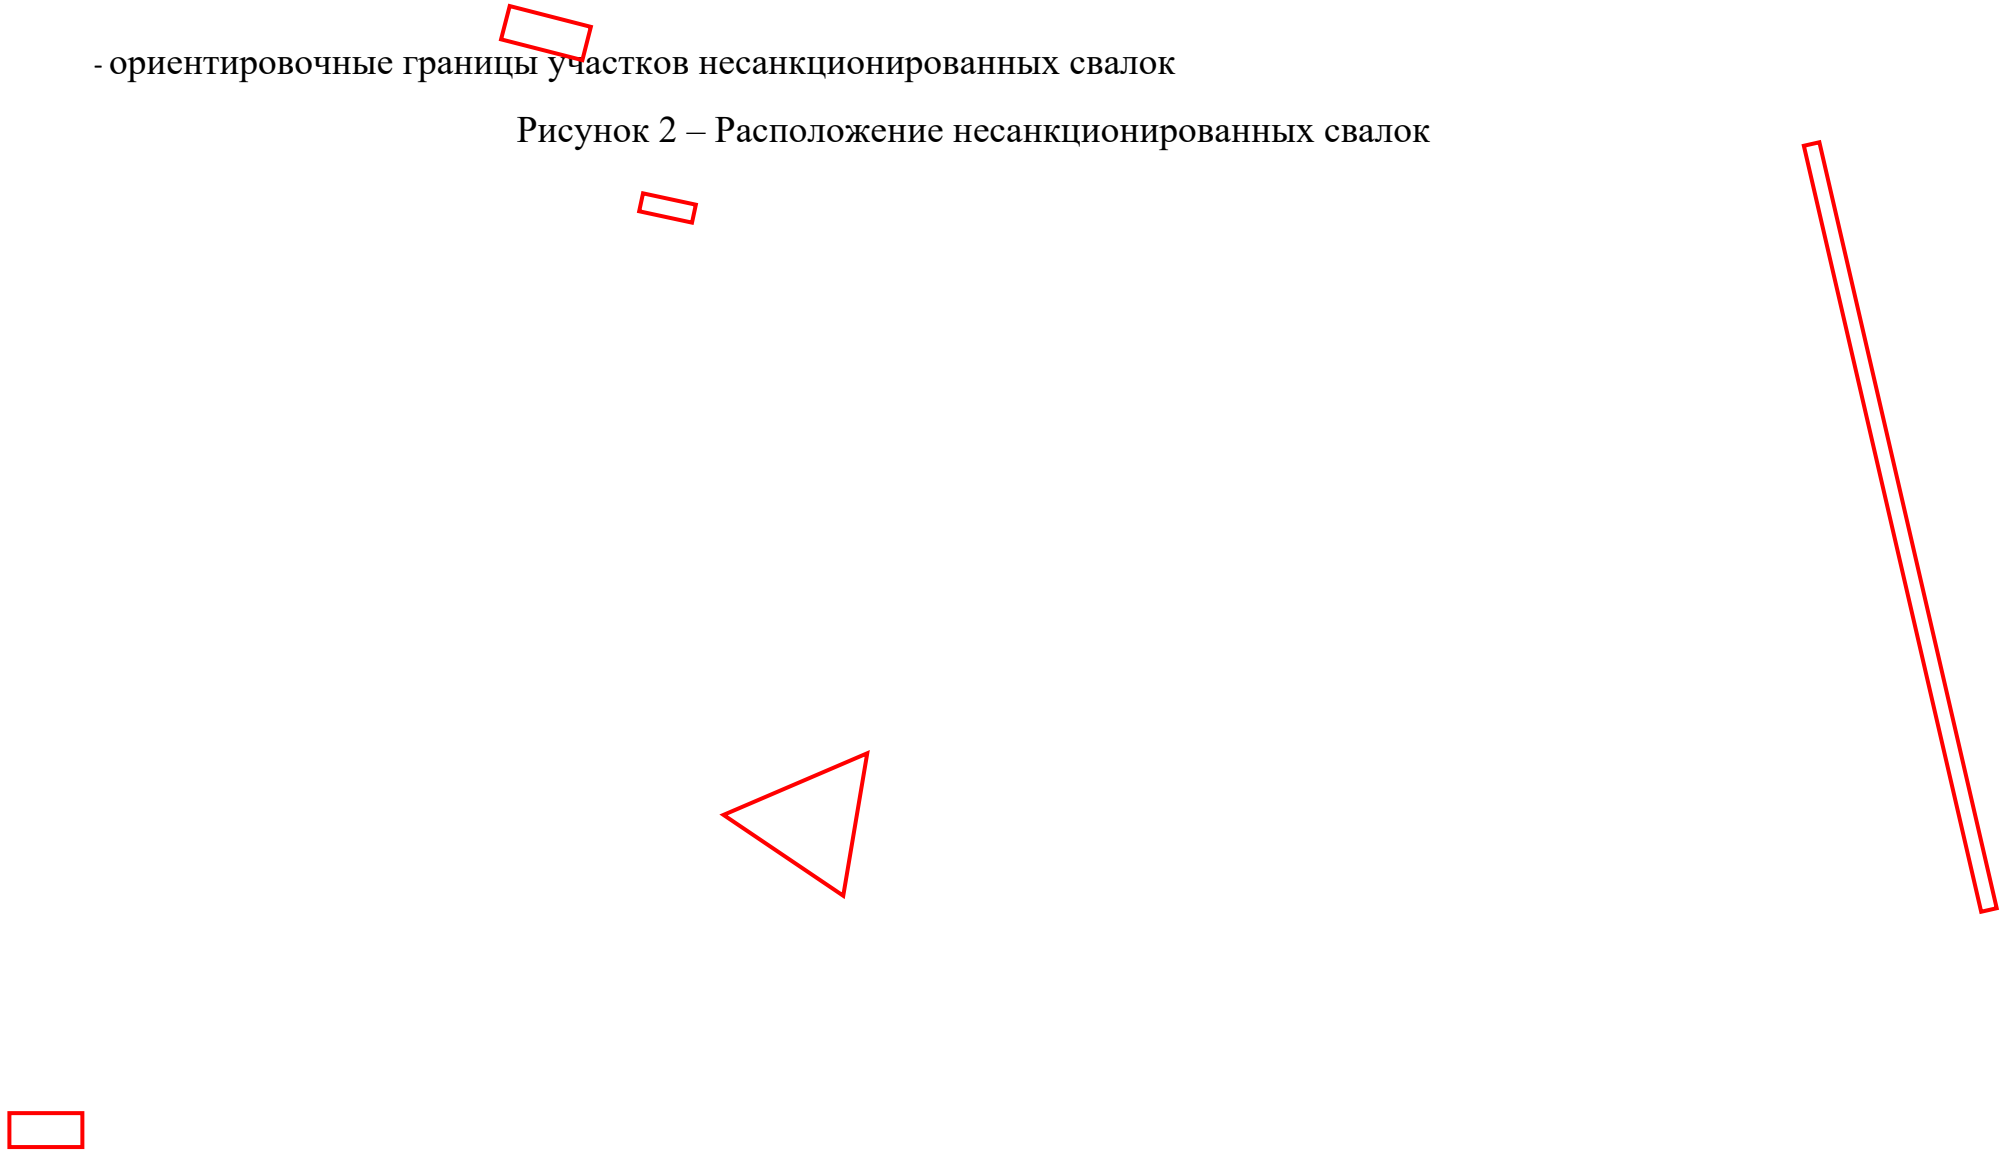 - ориентировочные границы участков несанкционированных свалок
Рисунок 2 – Расположение несанкционированных свалок